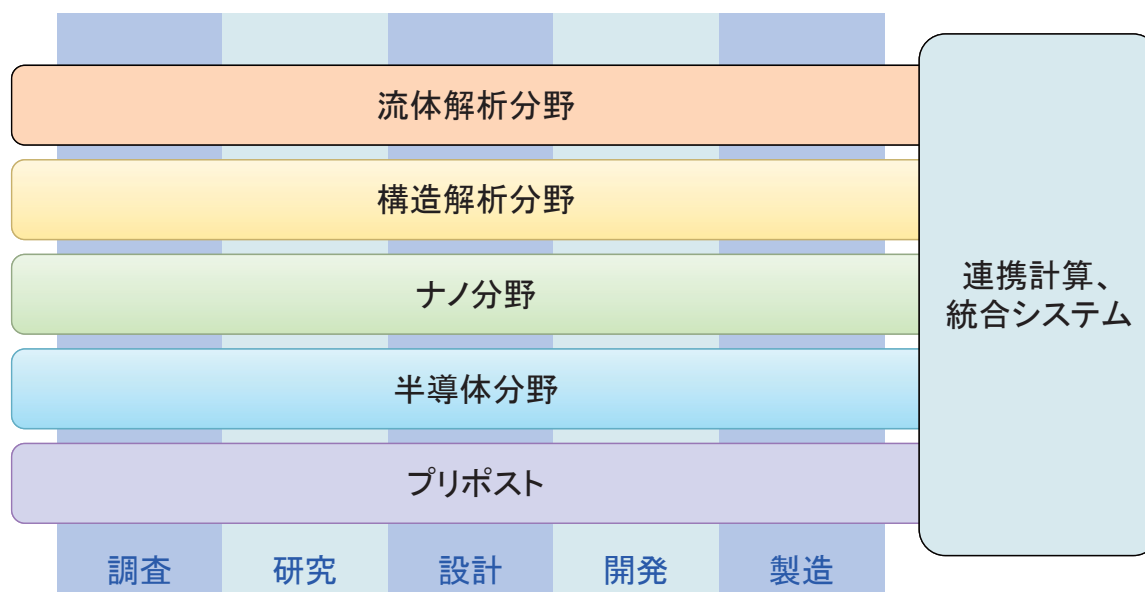 流体解析分野
構造解析分野
ナノ分野
半導体分野
プリポスト
連携計算、
統合システム
調査
研究
設計
開発
製造